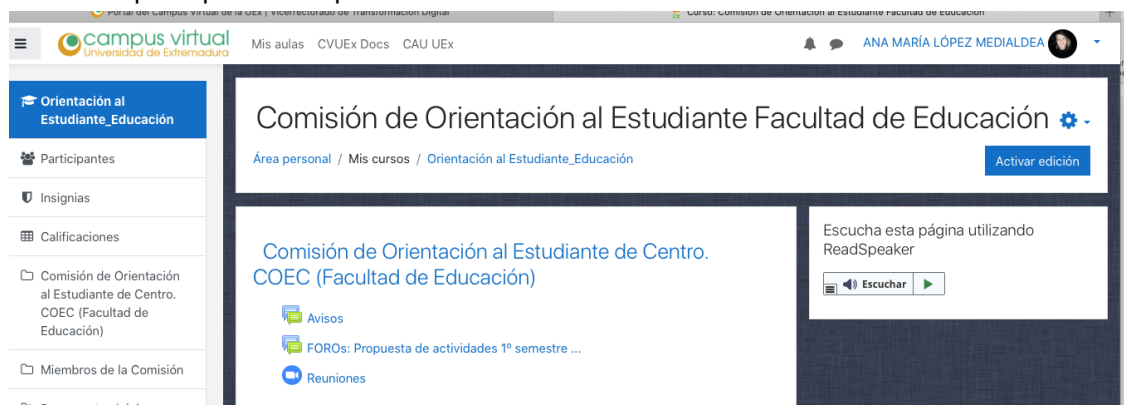 Portal del Campus Virtual de la UEx | Vicerrectorado de Transformación Digital
Curso: Comisión de Orientación al Estudiante Facultad de Educación
campus virtual
Universidad de Extremadura
Mis aulas CVUEx Docs CAU UEx
ANA MARÍA LÓPEZ MEDIALDEA
Orientación al
Estudiante_Educación
Participantes
Insignias
Calificaciones
Comisión de Orientación
al Estudiante de Centro.
COEC (Facultad de
Educación)
Miembros de la Comisión
Comisión de Orientación al Estudiante Facultad de Educación
Área personal / Mis cursos / Orientación al Estudiante_Educación
Activar edición
Comisión de Orientación al Estudiante de Centro.
COEC (Facultad de Educación)
Avisos
FOROs: Propuesta de actividades 1º semestre ...
Reuniones
Escucha esta página utilizando
ReadSpeaker
Escuchar